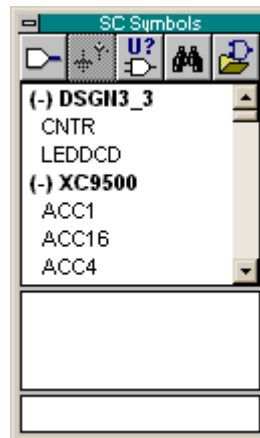 SC Symbols
U?
(-) DSGN3_3
CNTR
LEDDCD
(-) XC9500
ACC1
ACC16
ACC4